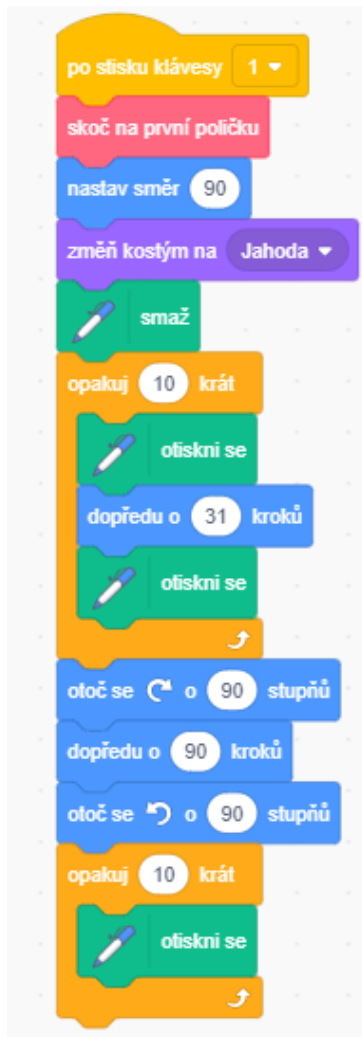 po stisku klávesy 1
skoč na první políčku
nastav směr 90
změň kostým na Jahoda
smaž
opakuj 10 krát
otiskni se
dopředu o 31 kroků
otiskni se
otoč se o 90 stupňů
dopředu o 90 kroků
otoč se o 90 stupňů
opakuj 10 krát
otiskni se